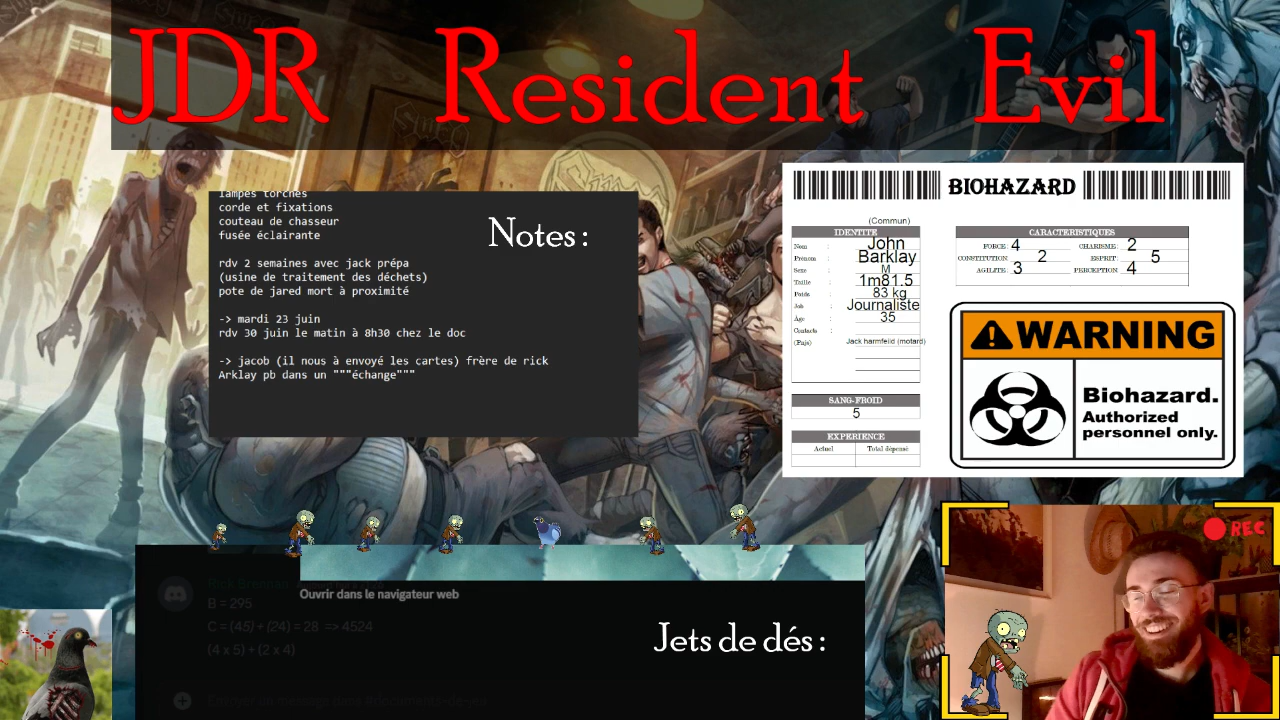 JDR Resident Evil
lampes torches
corde et fixations
couteau de chasseur
fusée éclairante
Notes :
rdv 2 semaines avec jack prépa
(usine de traitement des déchets)
pote de jared mort à proximité
-> mardi 23 juin
rdv 30 juin le matin à 8h30 chez le doc
-> jacob (il nous à envoyé les cartes) frère de rick
Arklay pb dans un """échange"""
BIOHAZARD
(Commun)
IDENTITE
Nom : John
Prénom : Barklay
Sexe : M
Taille : 1m81.5
Poids : 83 kg
Job : Journaliste
Âge : 35
Contacts :
(Pnjs) Jack harmfeild (motard)
SANG-FROID
5
EXPERIENCE
Actuel Total dépensé
CARACTERISTIQUES
FORCE: 4 CHARISME: 2
CONSTITUTION: 2 ESPRIT: 5
AGILITE: 3 PERCEPTION: 4
WARNING
Biohazard.
Authorized
personnel only.
REC
Ouvrir dans le navigateur web
B = 295
C = (45) + (24) = 28 => 4524
(4 x 5) + (2 x 4)
Jets de dés :